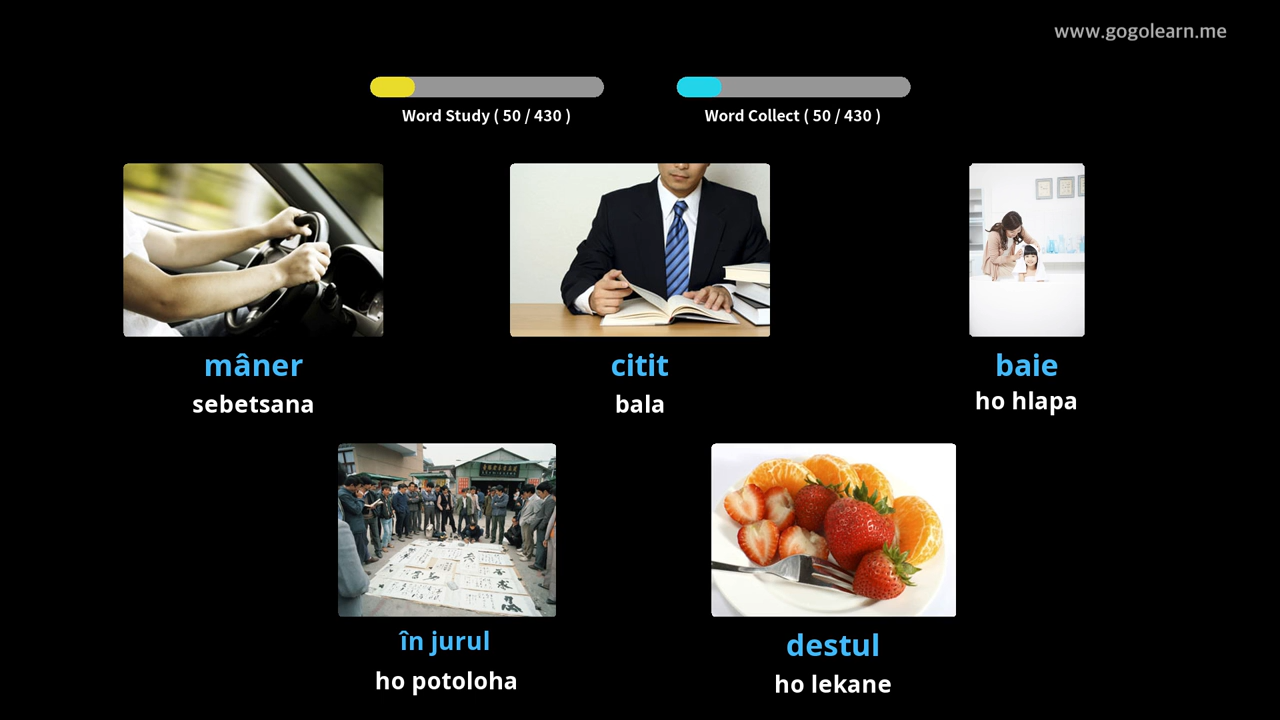 www.gogolearn.me
Word Study ( 50 / 430 )
Word Collect ( 50 / 430 )
mâner
sebetsana
citit
bala
baie
ho hlapa
în jurul
ho potoloha
destul
ho lekane